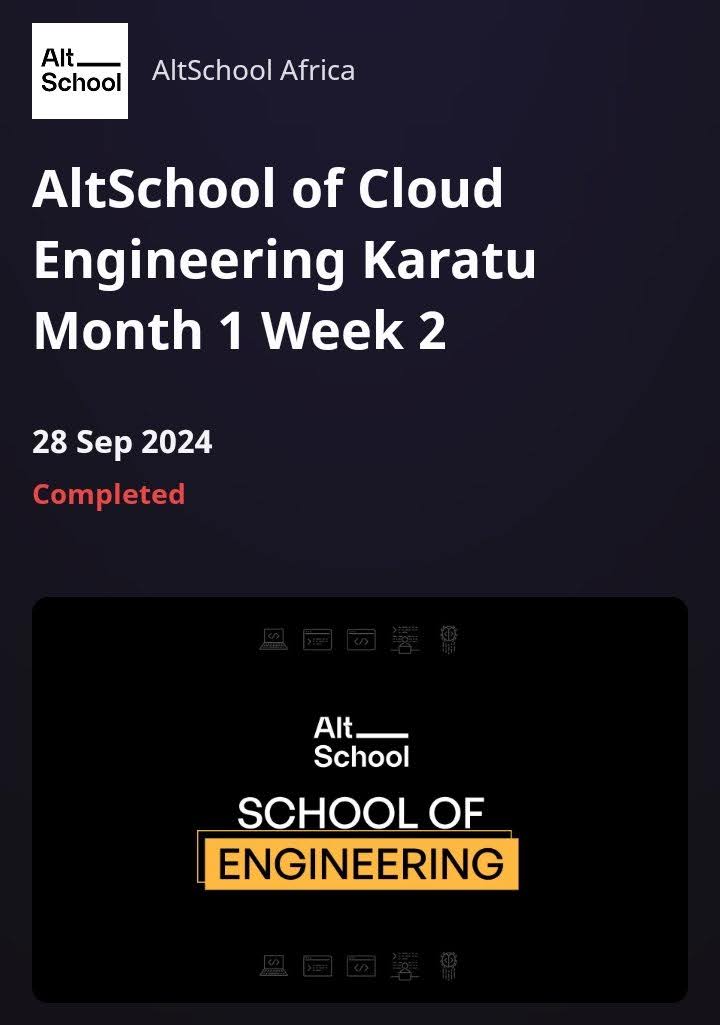 Alt
School
AltSchool Africa
AltSchool of Cloud
Engineering Karatu
Month 1 Week 2
28 Sep 2024
Completed
Alt
School
SCHOOL OF
ENGINEERING